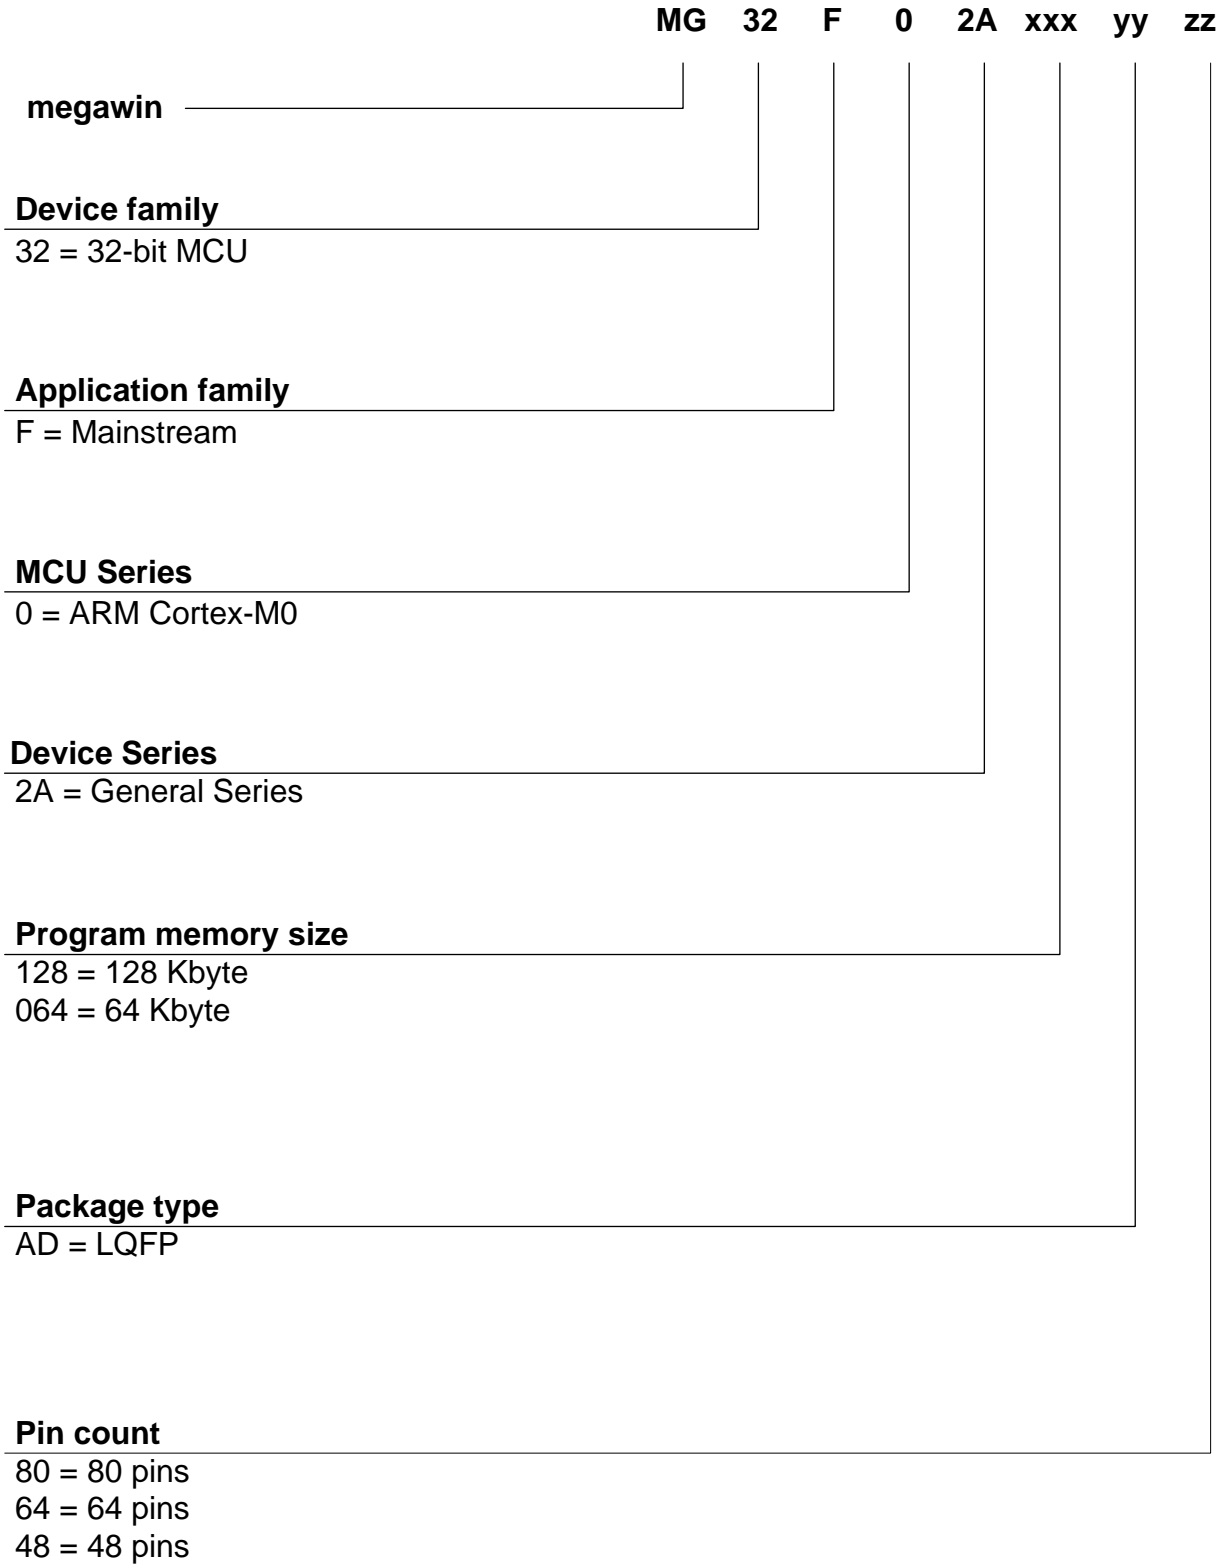 MG 32 F 0 2A xxx yy zz
megawin
Device family
32 = 32-bit MCU
Application family
F = Mainstream
MCU Series
0 = ARM Cortex-M0
Device Series
2A = General Series
Program memory size
128 = 128 Kbyte
064 = 64 Kbyte
Package type
AD = LQFP
Pin count
80 = 80 pins
64 = 64 pins
48 = 48 pins